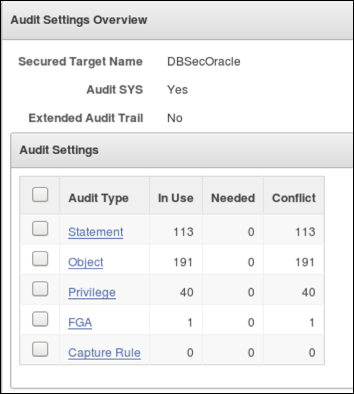 Audit Settings Overview
Secured Target Name DBSecOracle
Audit SYS Yes
Extended Audit Trail No
Audit Settings
Audit Type In Use Needed Conflict
Statement 113 0 113
Object 191 0 191
Privilege 40 0 40
FGA 1 0 1
Capture Rule 0 0 0